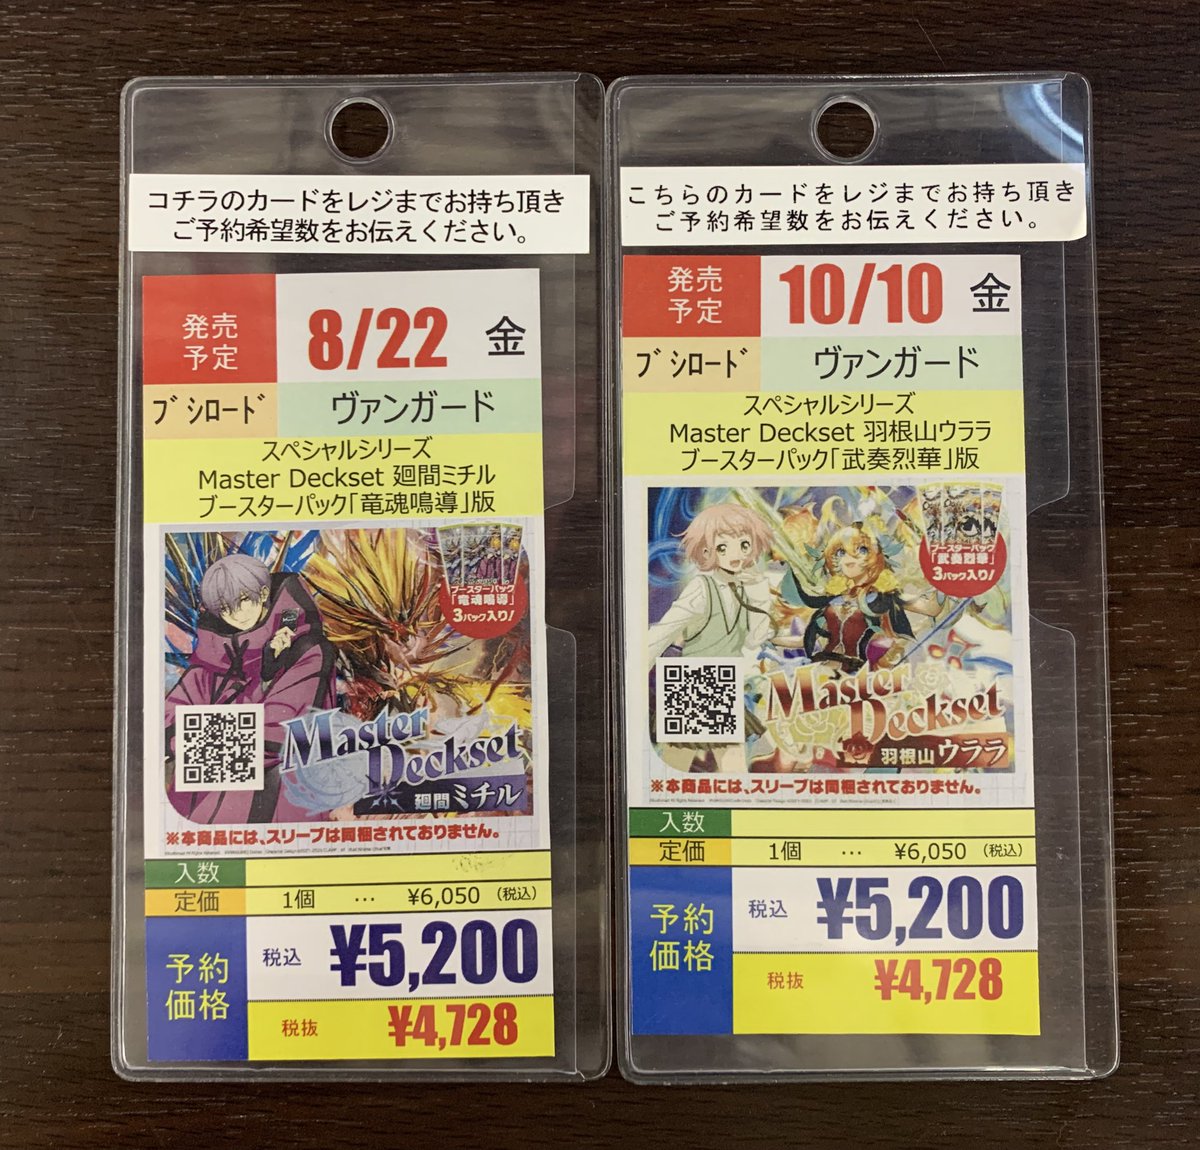 コチラのカードをレジまでお持ち頂き
ご予約希望数をお伝えください。
発売
予定
8/22
金
ブシロード
ヴァンガード
スペシャルシリーズ
Master Deckset 廻間ミチル
ブースターパック「竜魂鳴導」版
ブースターパック
「竜魂鳴導」
3パック入り!
Master
Deckset
廻間ミチル
※本商品には、スリーブは同梱されておりません。
入数
定価
1個 … ¥6,050 (税込)
予約
価格
税込
¥5,200
税抜
¥4,728
こちらのカードをレジまでお持ち頂き
ご予約希望数をお伝えください。
発売
予定
10/10
金
ブシロード
ヴァンガード
スペシャルシリーズ
Master Deckset 羽根山ウララ
ブースターパック「武奏烈華」版
ブースターパック
「武奏烈華」
3パック入り!
Master
Deckset
羽根山ウララ
※本商品には、スリーブは同梱されておりません。
入数
定価
1個 … ¥6,050 (税込)
予約
価格
税込
¥5,200
税抜
¥4,728